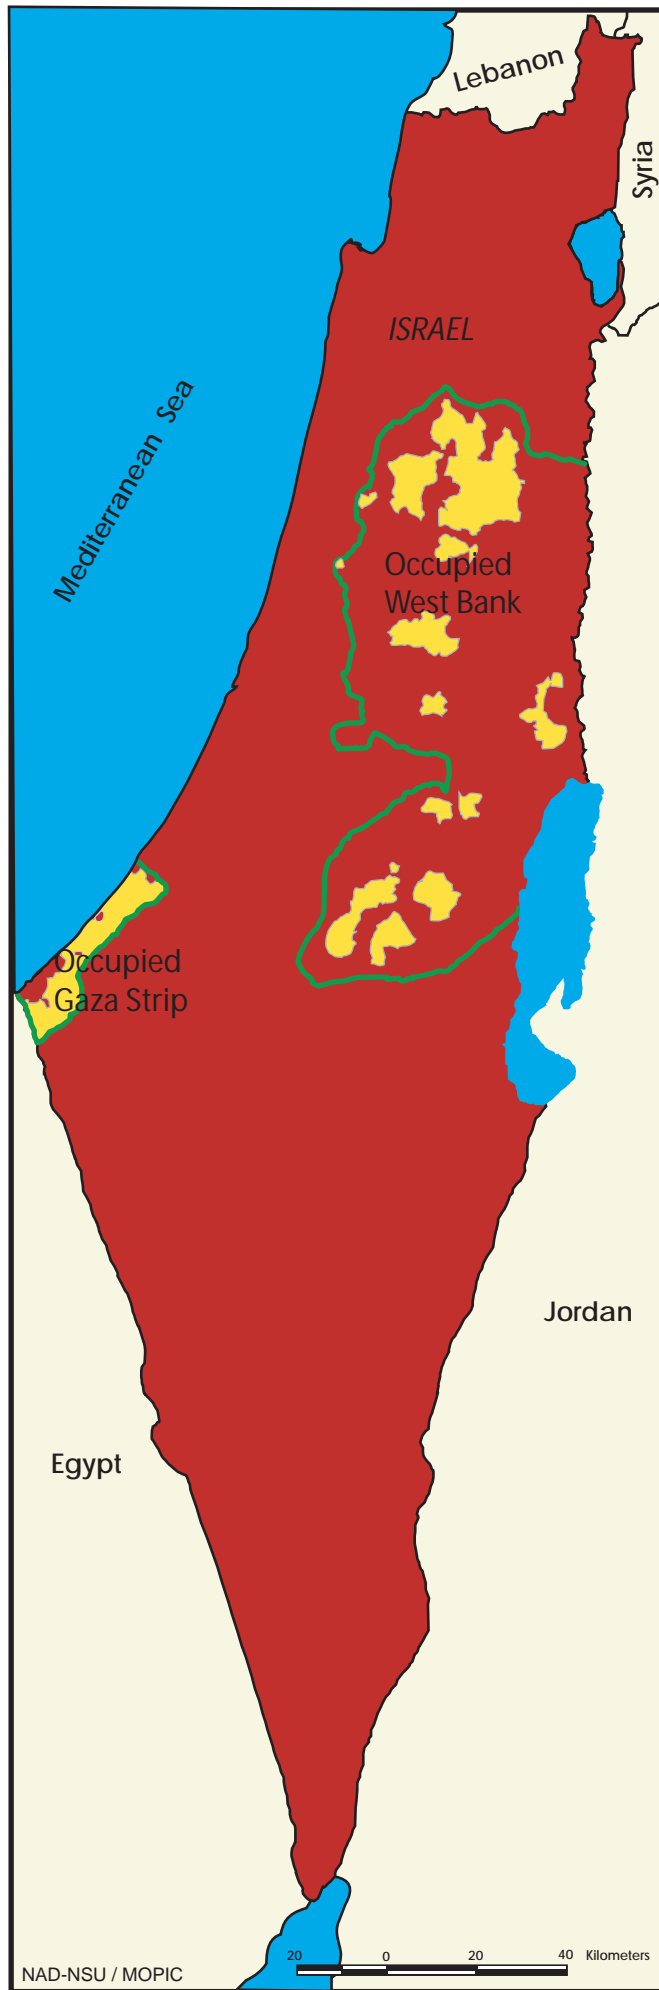 Lebanon
Syria
ISRAEL
Mediterranean Sea
Occupied
West Bank
Occupied
Gaza Strip
Jordan
Egypt
20 0 20 40 Kilometers
NAD-NSU / MOPIC